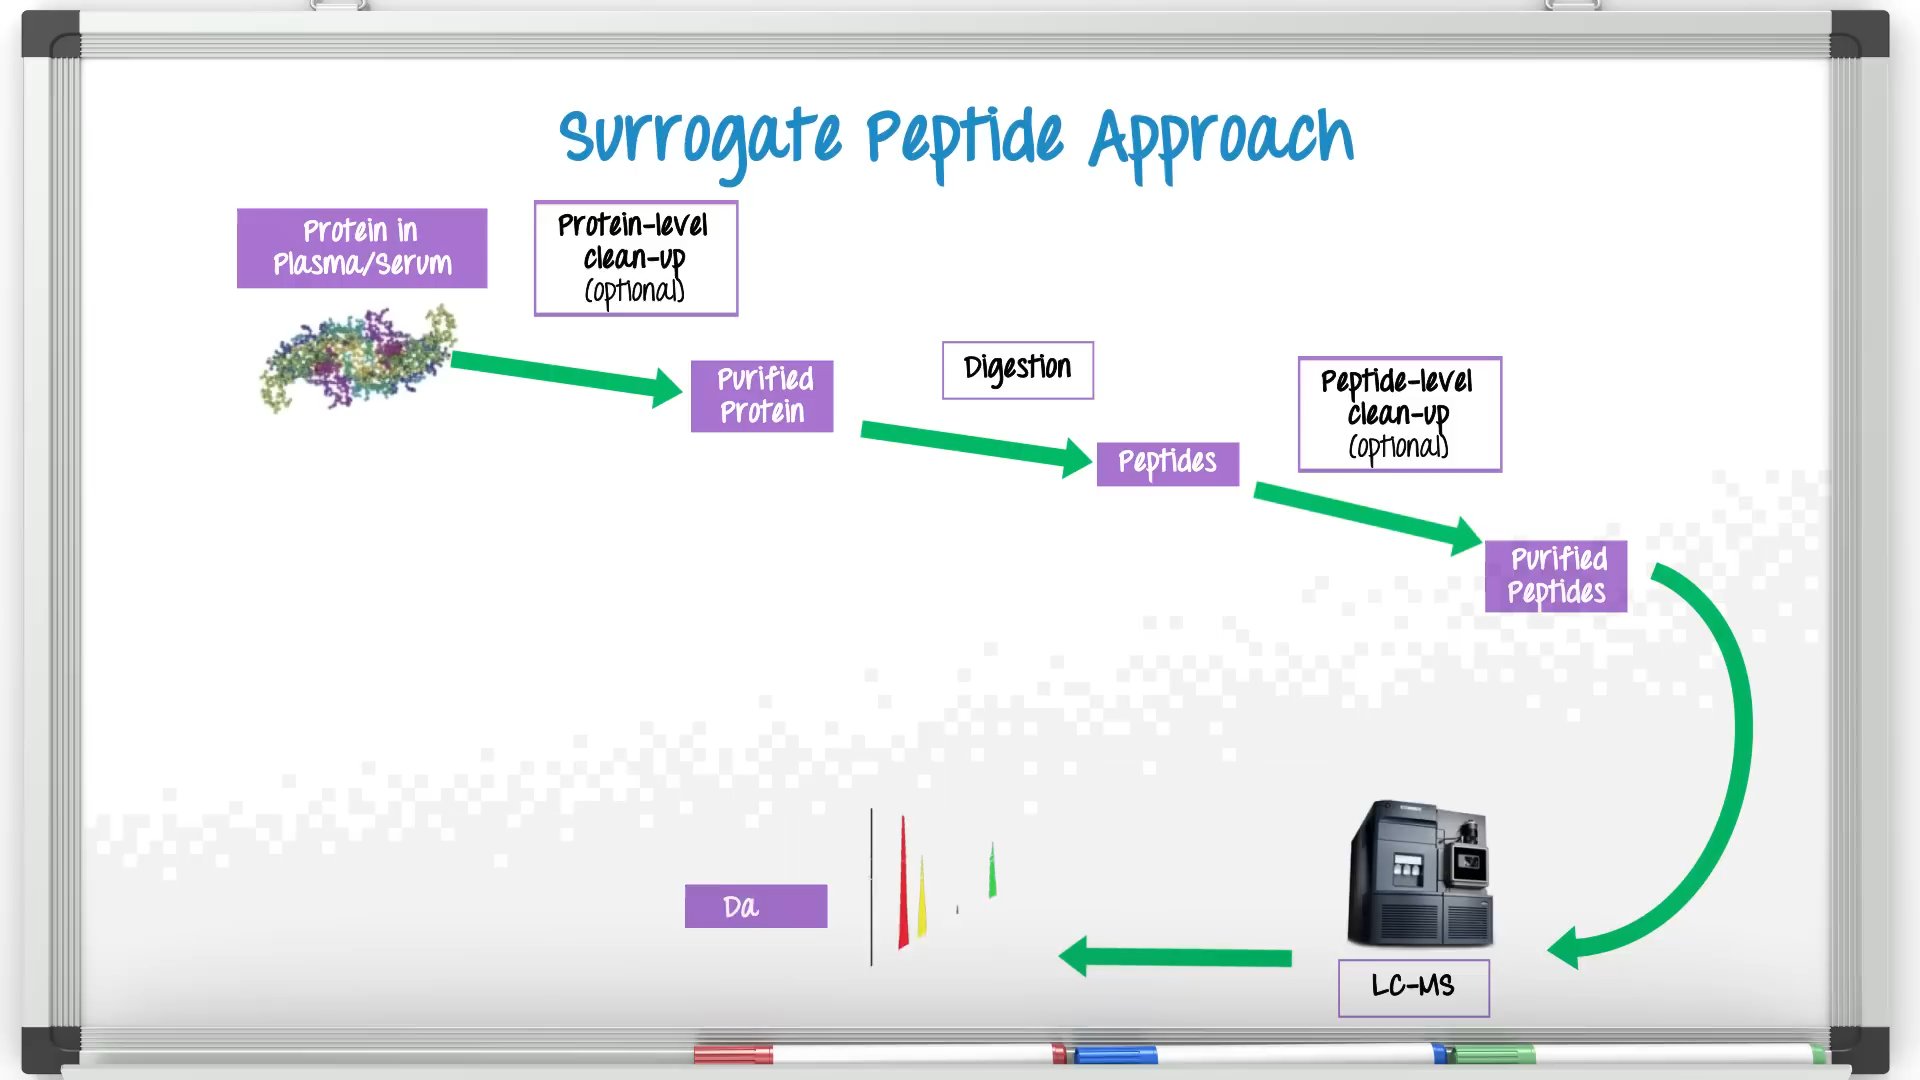 Surrogate Peptide Approach
Protein in
Plasma/Serum
Protein-level
clean-up
(optional)
Purified
Protein
Digestion
Peptides
Peptide-level
clean-up
(optional)
Purified
Peptides
LC-MS
Da